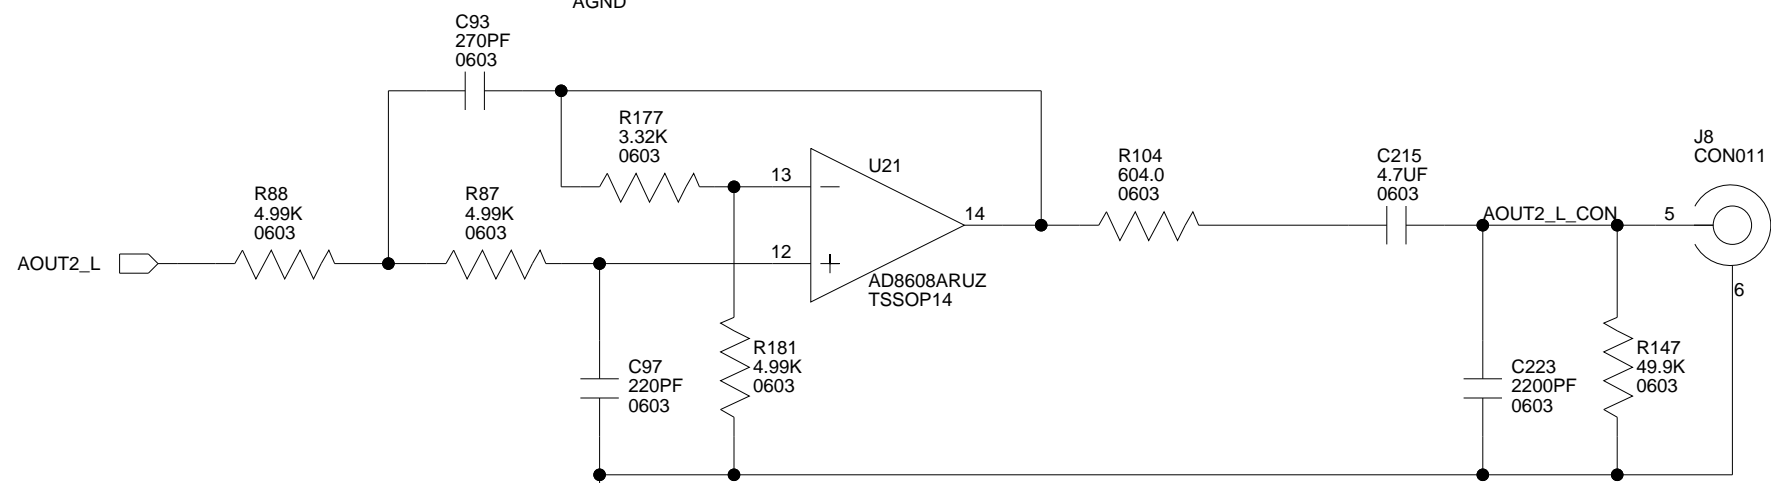 AGND
C93
270PF
0603
R177
3.32K
0603
J8
CON011
R104
604.0
0603
C215
4.7UF
0603
U21
13
R88
4.99K
0603
R87
4.99K
0603
14
AOUT2_L_CON
5
12
AOUT2_L
AD8608ARUZ
TSSOP14
6
R181
4.99K
0603
R147
49.9K
0603
C97
220PF
0603
C223
2200PF
0603